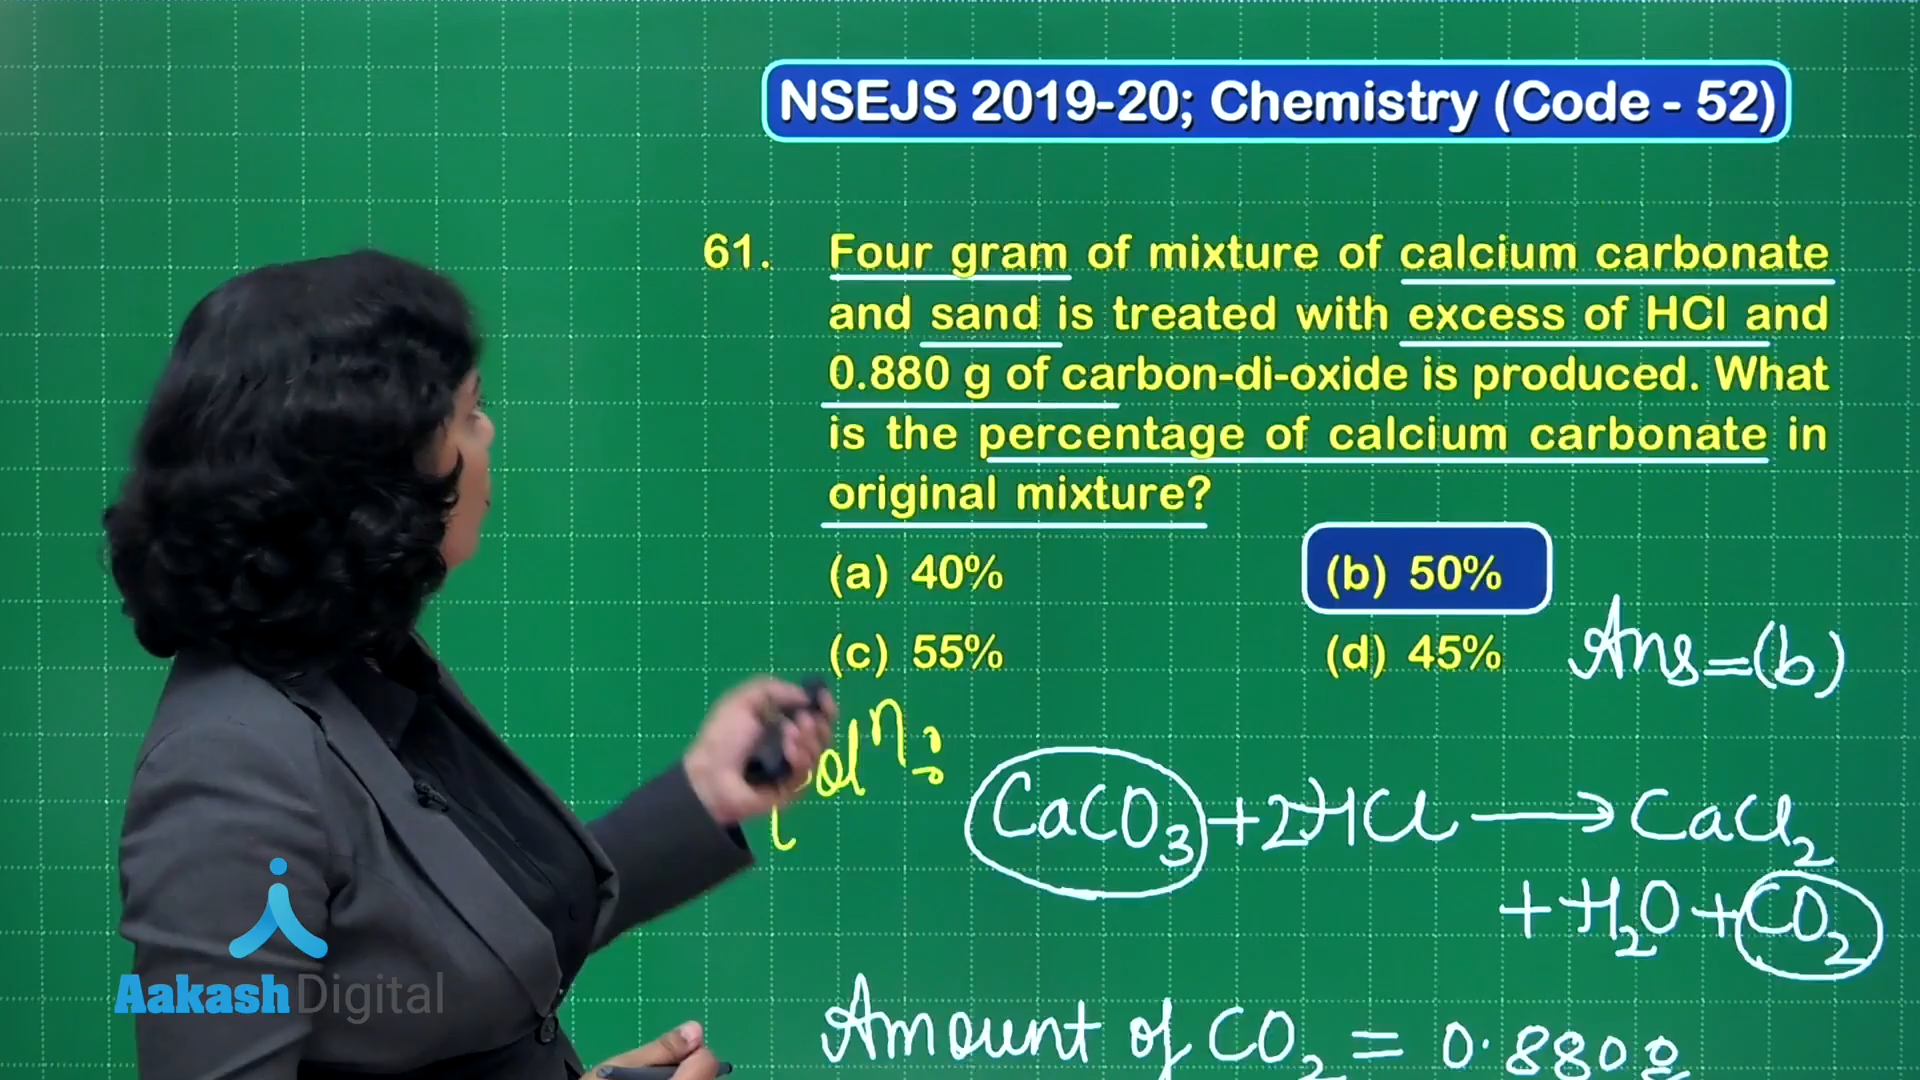 NSEJS 2019-20; Chemistry (Code - 52)
61. Four gram of mixture of calcium carbonate
and sand is treated with excess of HCl and
0.880 g of carbon-di-oxide is produced. What
is the percentage of calcium carbonate in
original mixture?
(a) 40% (b) 50%
(c) 55% (d) 45%
Ans = (b)
CaCO₃ + 2HCl → CaCl₂
+ H₂O + CO₂
Amount of CO₂ = 0.880g
Aakash Digital